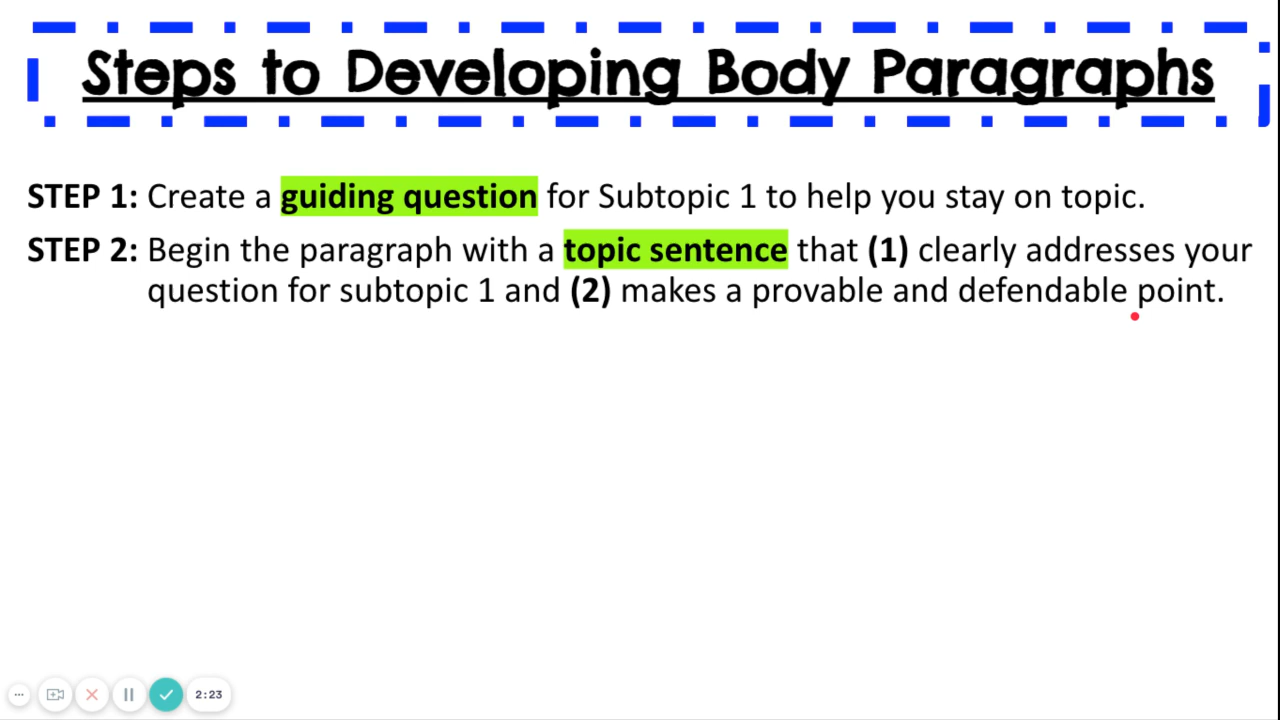 Steps to Developing Body Paragraphs
STEP 1: Create a guiding question for Subtopic 1 to help you stay on topic.
STEP 2: Begin the paragraph with a topic sentence that (1) clearly addresses your
question for subtopic 1 and (2) makes a provable and defendable point.
2:23